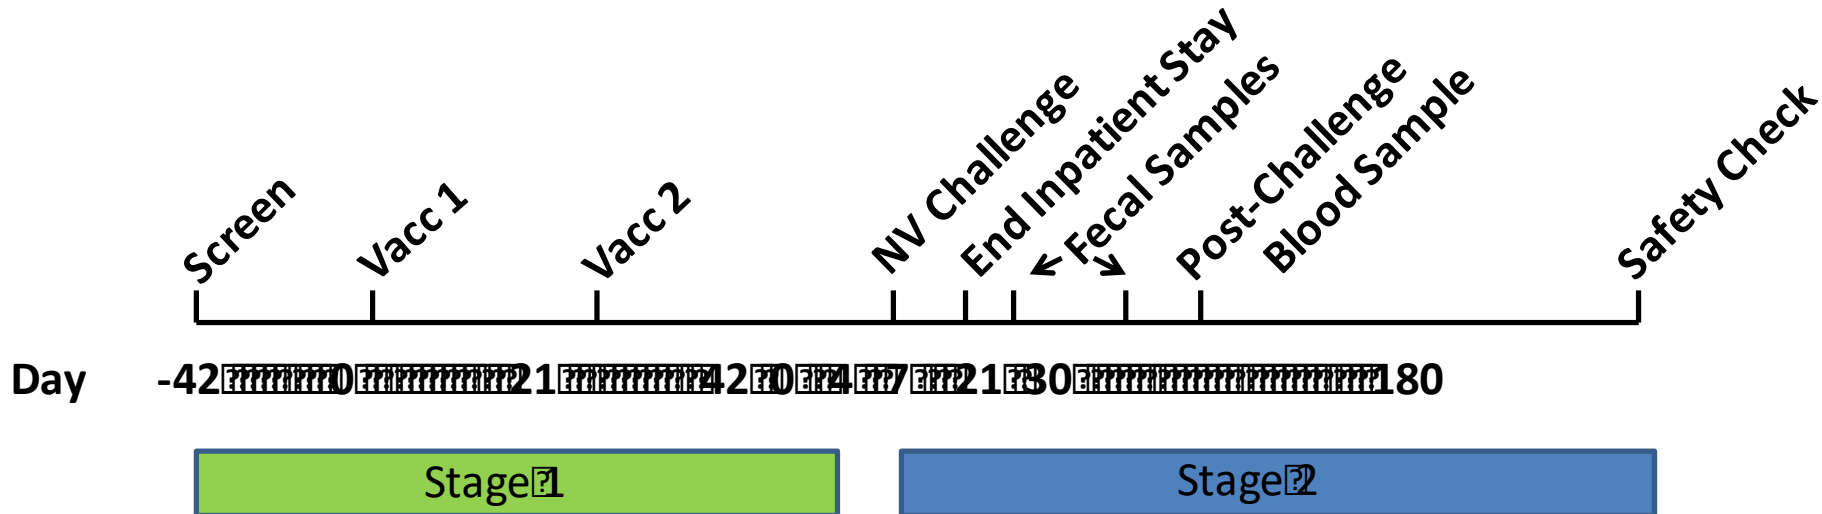 Screen
Vacc 1
Vacc 2
NV Challenge
End Inpatient Stay
Fecal Samples
Post-Challenge
Blood Sample
Safety Check
Day -42 0 21 42 0 4 7 21 30 180
Stage 1
Stage 2